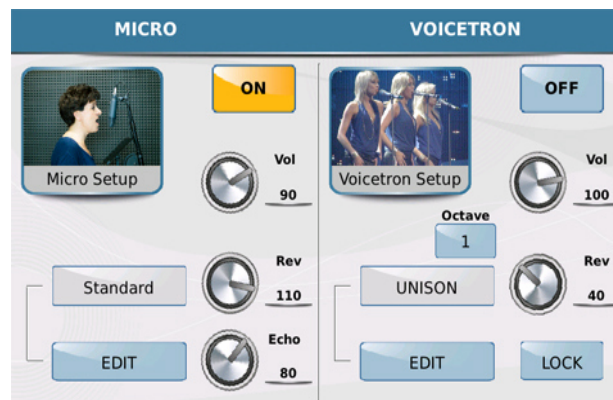 MICRO
ON
Micro Setup
Vol
90
Standard
Rev
110
EDIT
Echo
80
VOICETRON
OFF
Voicetron Setup
Vol
100
Octave
1
UNISON
Rev
40
EDIT
LOCK